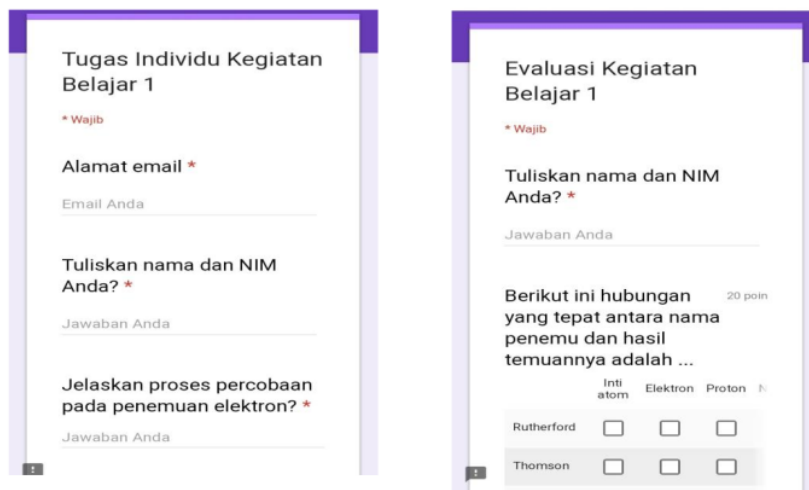 Tugas Individu Kegiatan
Belajar 1
* Wajib
Alamat email *
Email Anda
Tuliskan nama dan NIM
Anda? *
Jawaban Anda
Jelaskan proses percobaan
pada penemuan elektron? *
Jawaban Anda
Evaluasi Kegiatan
Belajar 1
* Wajib
Tuliskan nama dan NIM
Anda? *
Jawaban Anda
Berikut ini hubungan 20 poin
yang tepat antara nama
penemu dan hasil
temuannya adalah ...
Inti
atom Elektron Proton N
Rutherford
Thomson